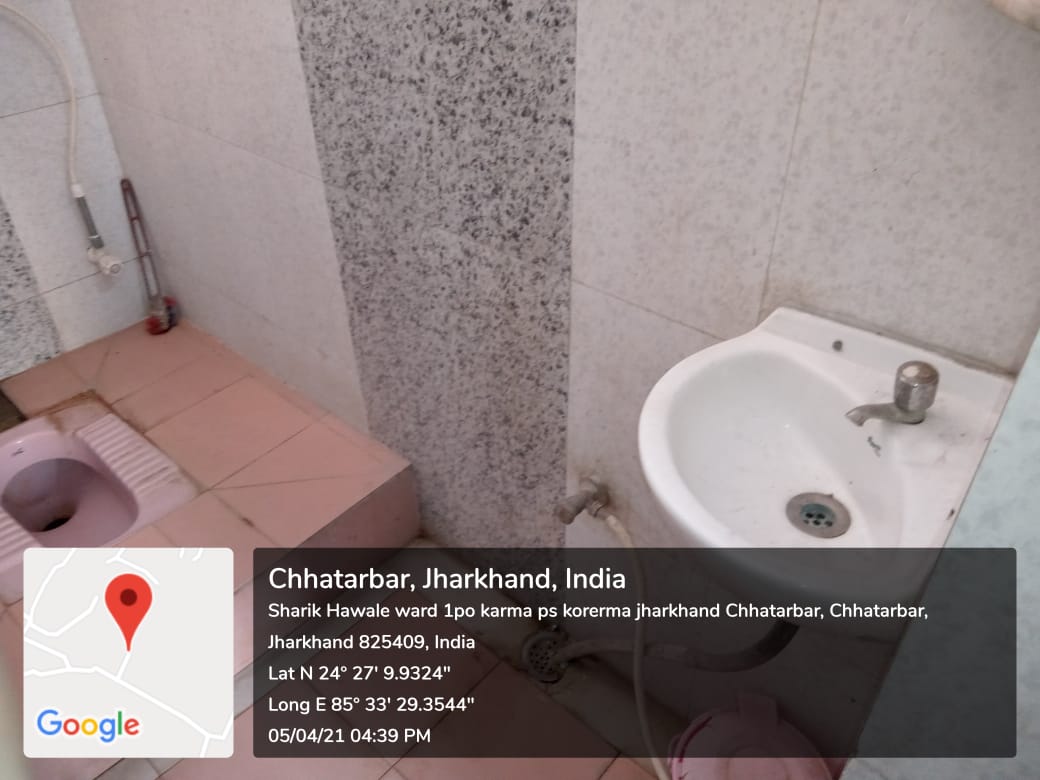 Chhatarbar, Jharkhand, India
Sharik Hawale ward 1po karma ps korerma jharkhand Chhatarbar, Chhatarbar,
Jharkhand 825409, India
Lat N 24° 27' 9.9324"
Long E 85° 33' 29.3544"
05/04/21 04:39 PM
Google